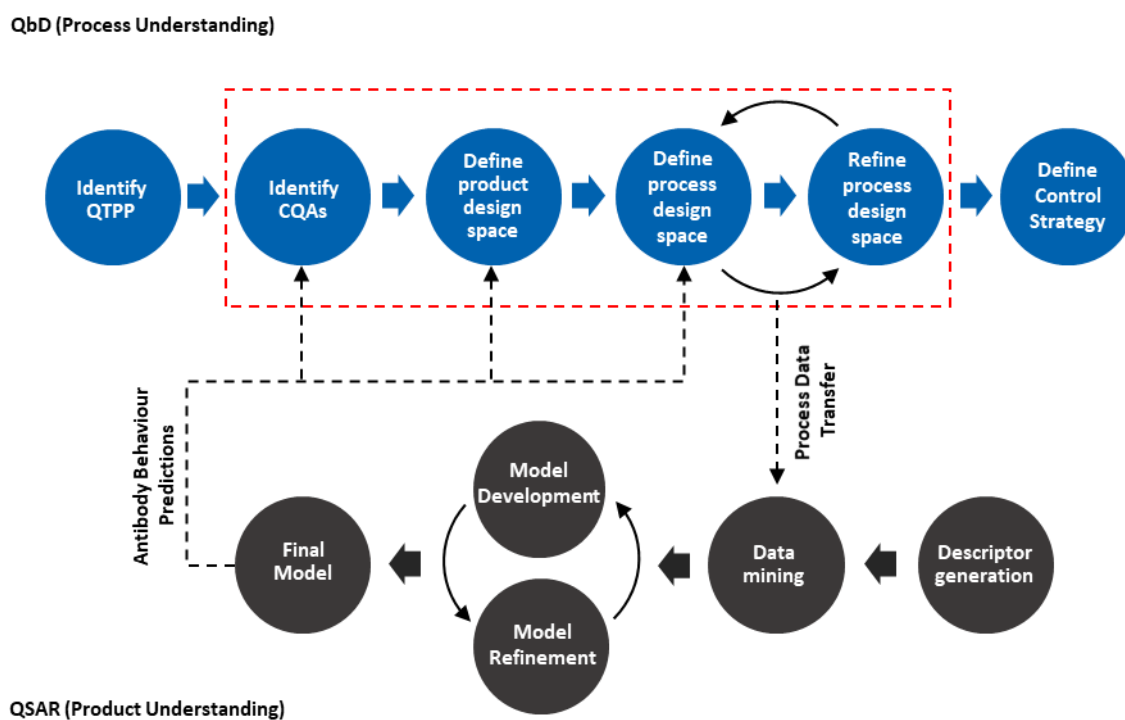 QbD (Process Understanding)
Identify
QTPP
Identify
CQAs
Define
product
design
space
Define
process
design
space
Refine
process
design
space
Define
Control
Strategy
Antibody Behaviour
Predictions
Process Data
Transfer
Model
Development
Final
Model
Data
mining
Descriptor
generation
Model
Refinement
QSAR (Product Understanding)